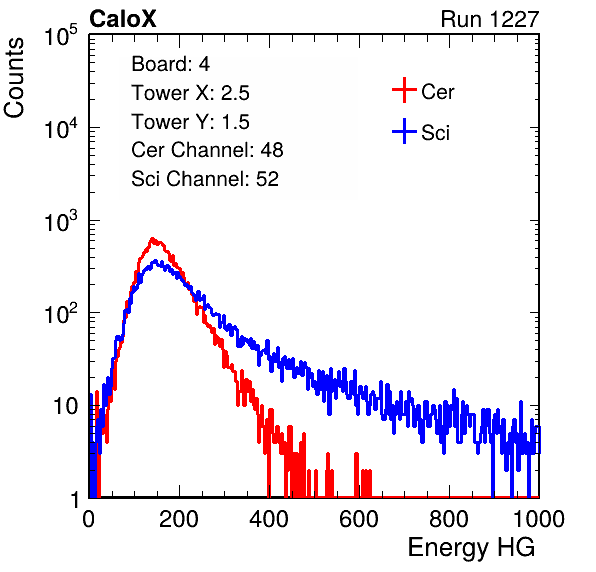 CaloX Run 1227
Counts
Board: 4
Tower X: 2.5
Tower Y: 1.5
Cer Channel: 48
Sci Channel: 52
Cer
Sci
10^5
10^4
10^3
10^2
10
1
0 200 400 600 800 1000
Energy HG